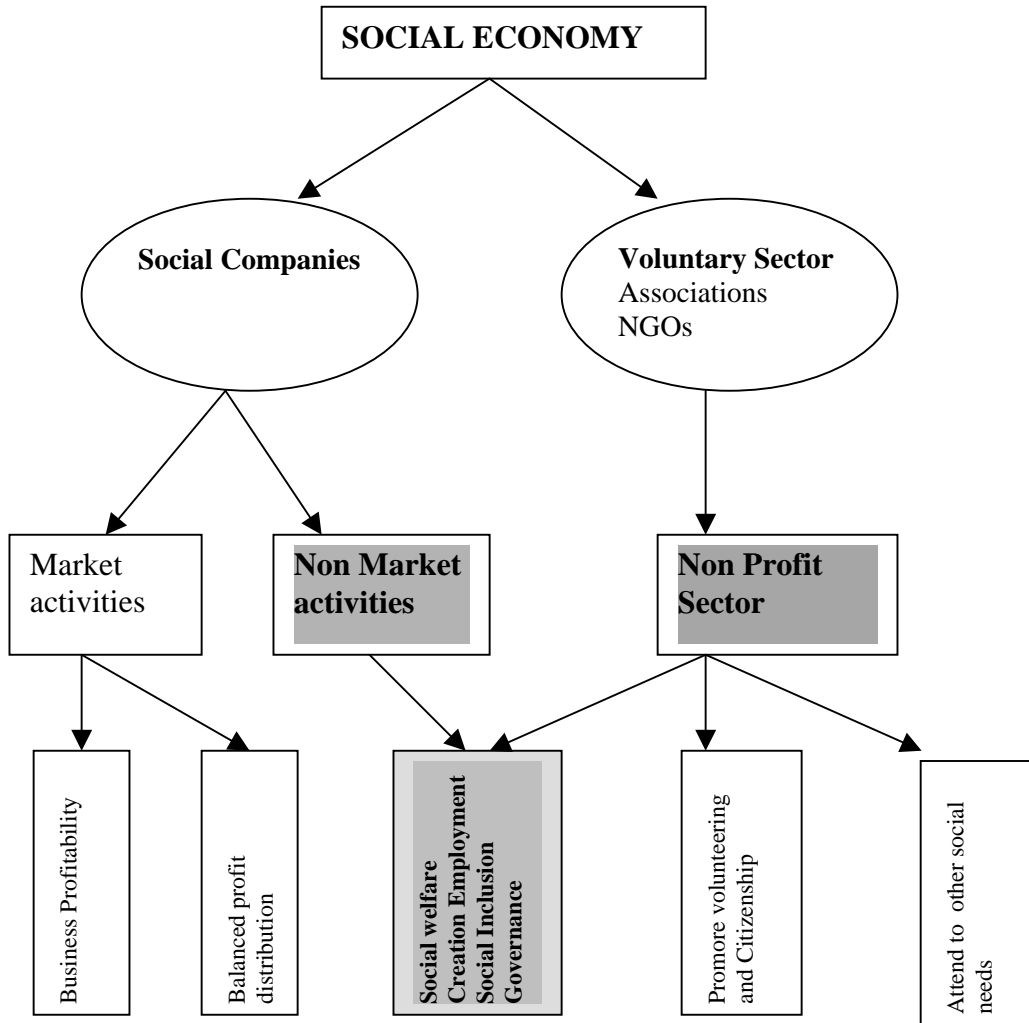 SOCIAL ECONOMY
Social Companies
Voluntary Sector
Associations
NGOs
Market
activities
Non Market
activities
Non Profit
Sector
Business Profitability
Balanced profit
distribution
Social welfare
Creation Employment
Social Inclusion
Governance
Promore volunteering
and Citizenship
Attend to other social
needs